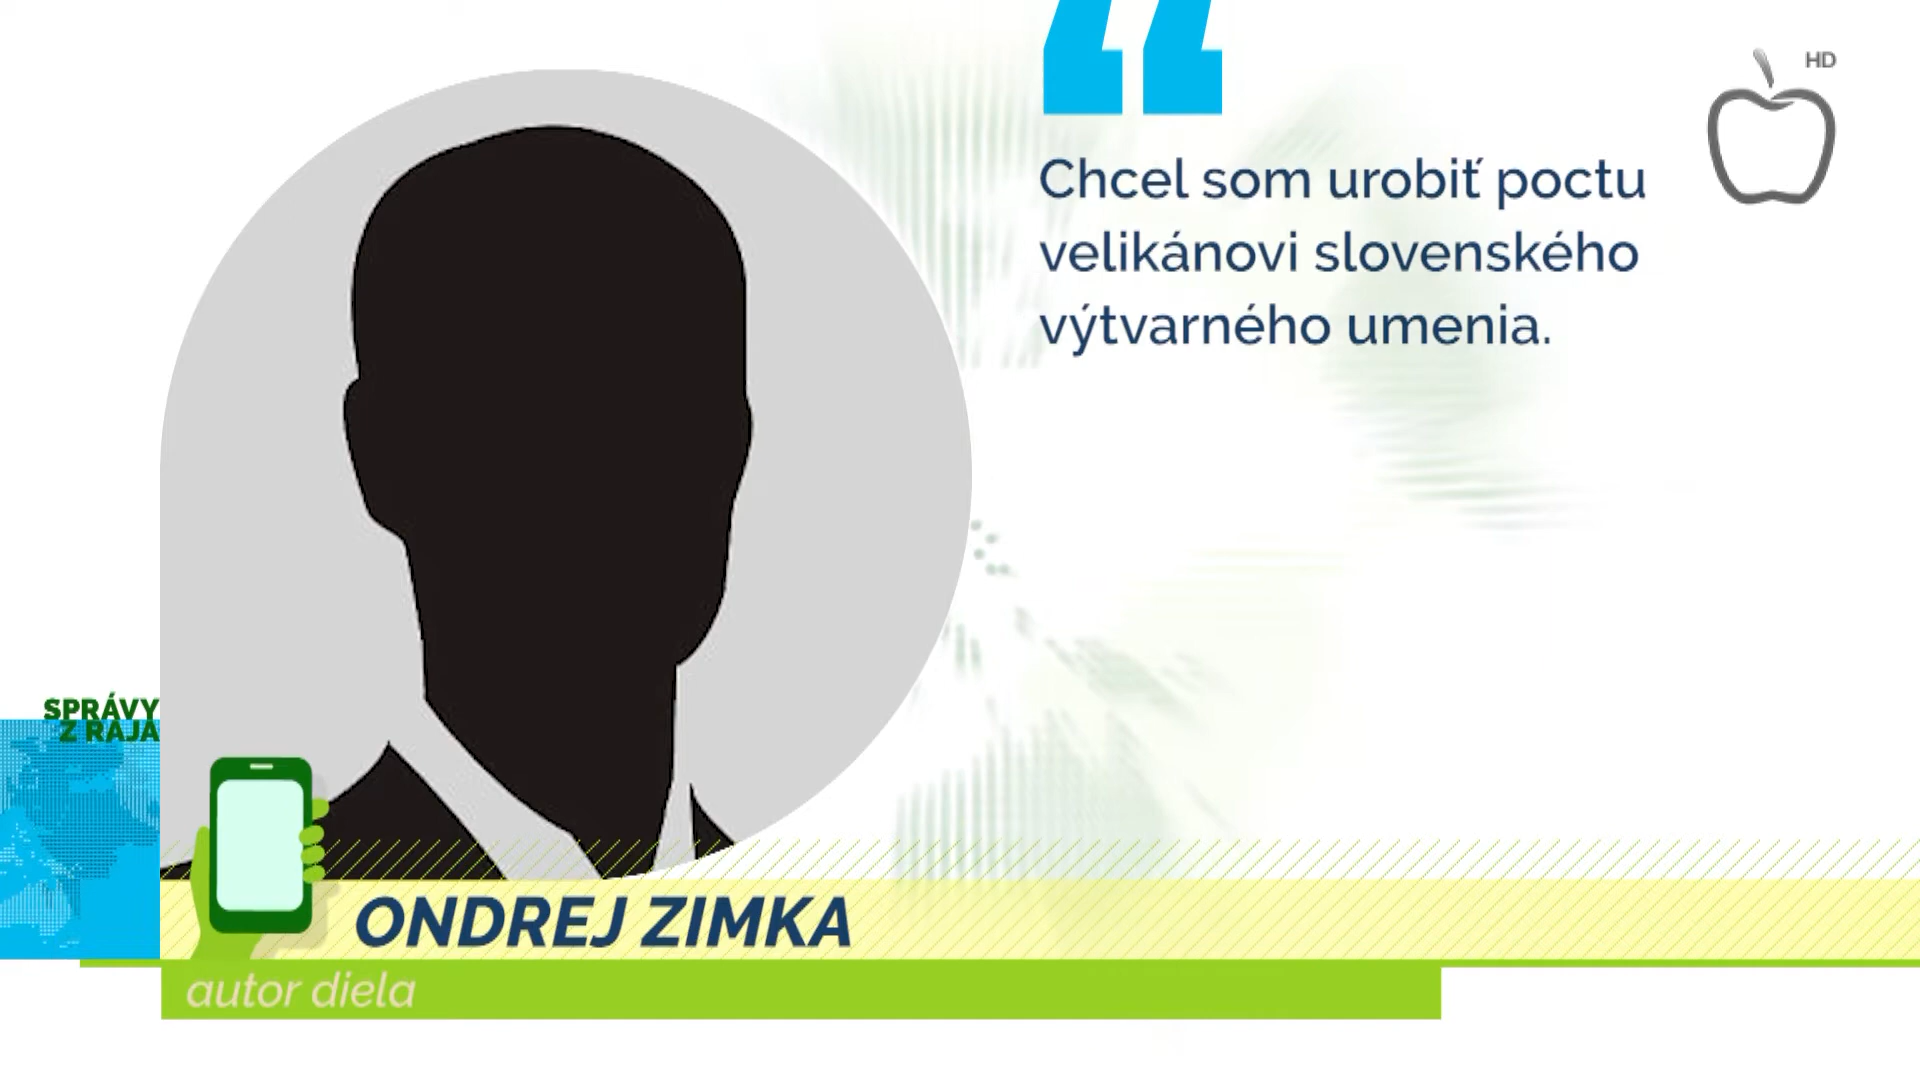 HD
Chcel som urobiť poctu
velikánovi slovenského
výtvarného umenia.
SPRÁVY
Z RAJA
ONDREJ ZIMKA
autor diela